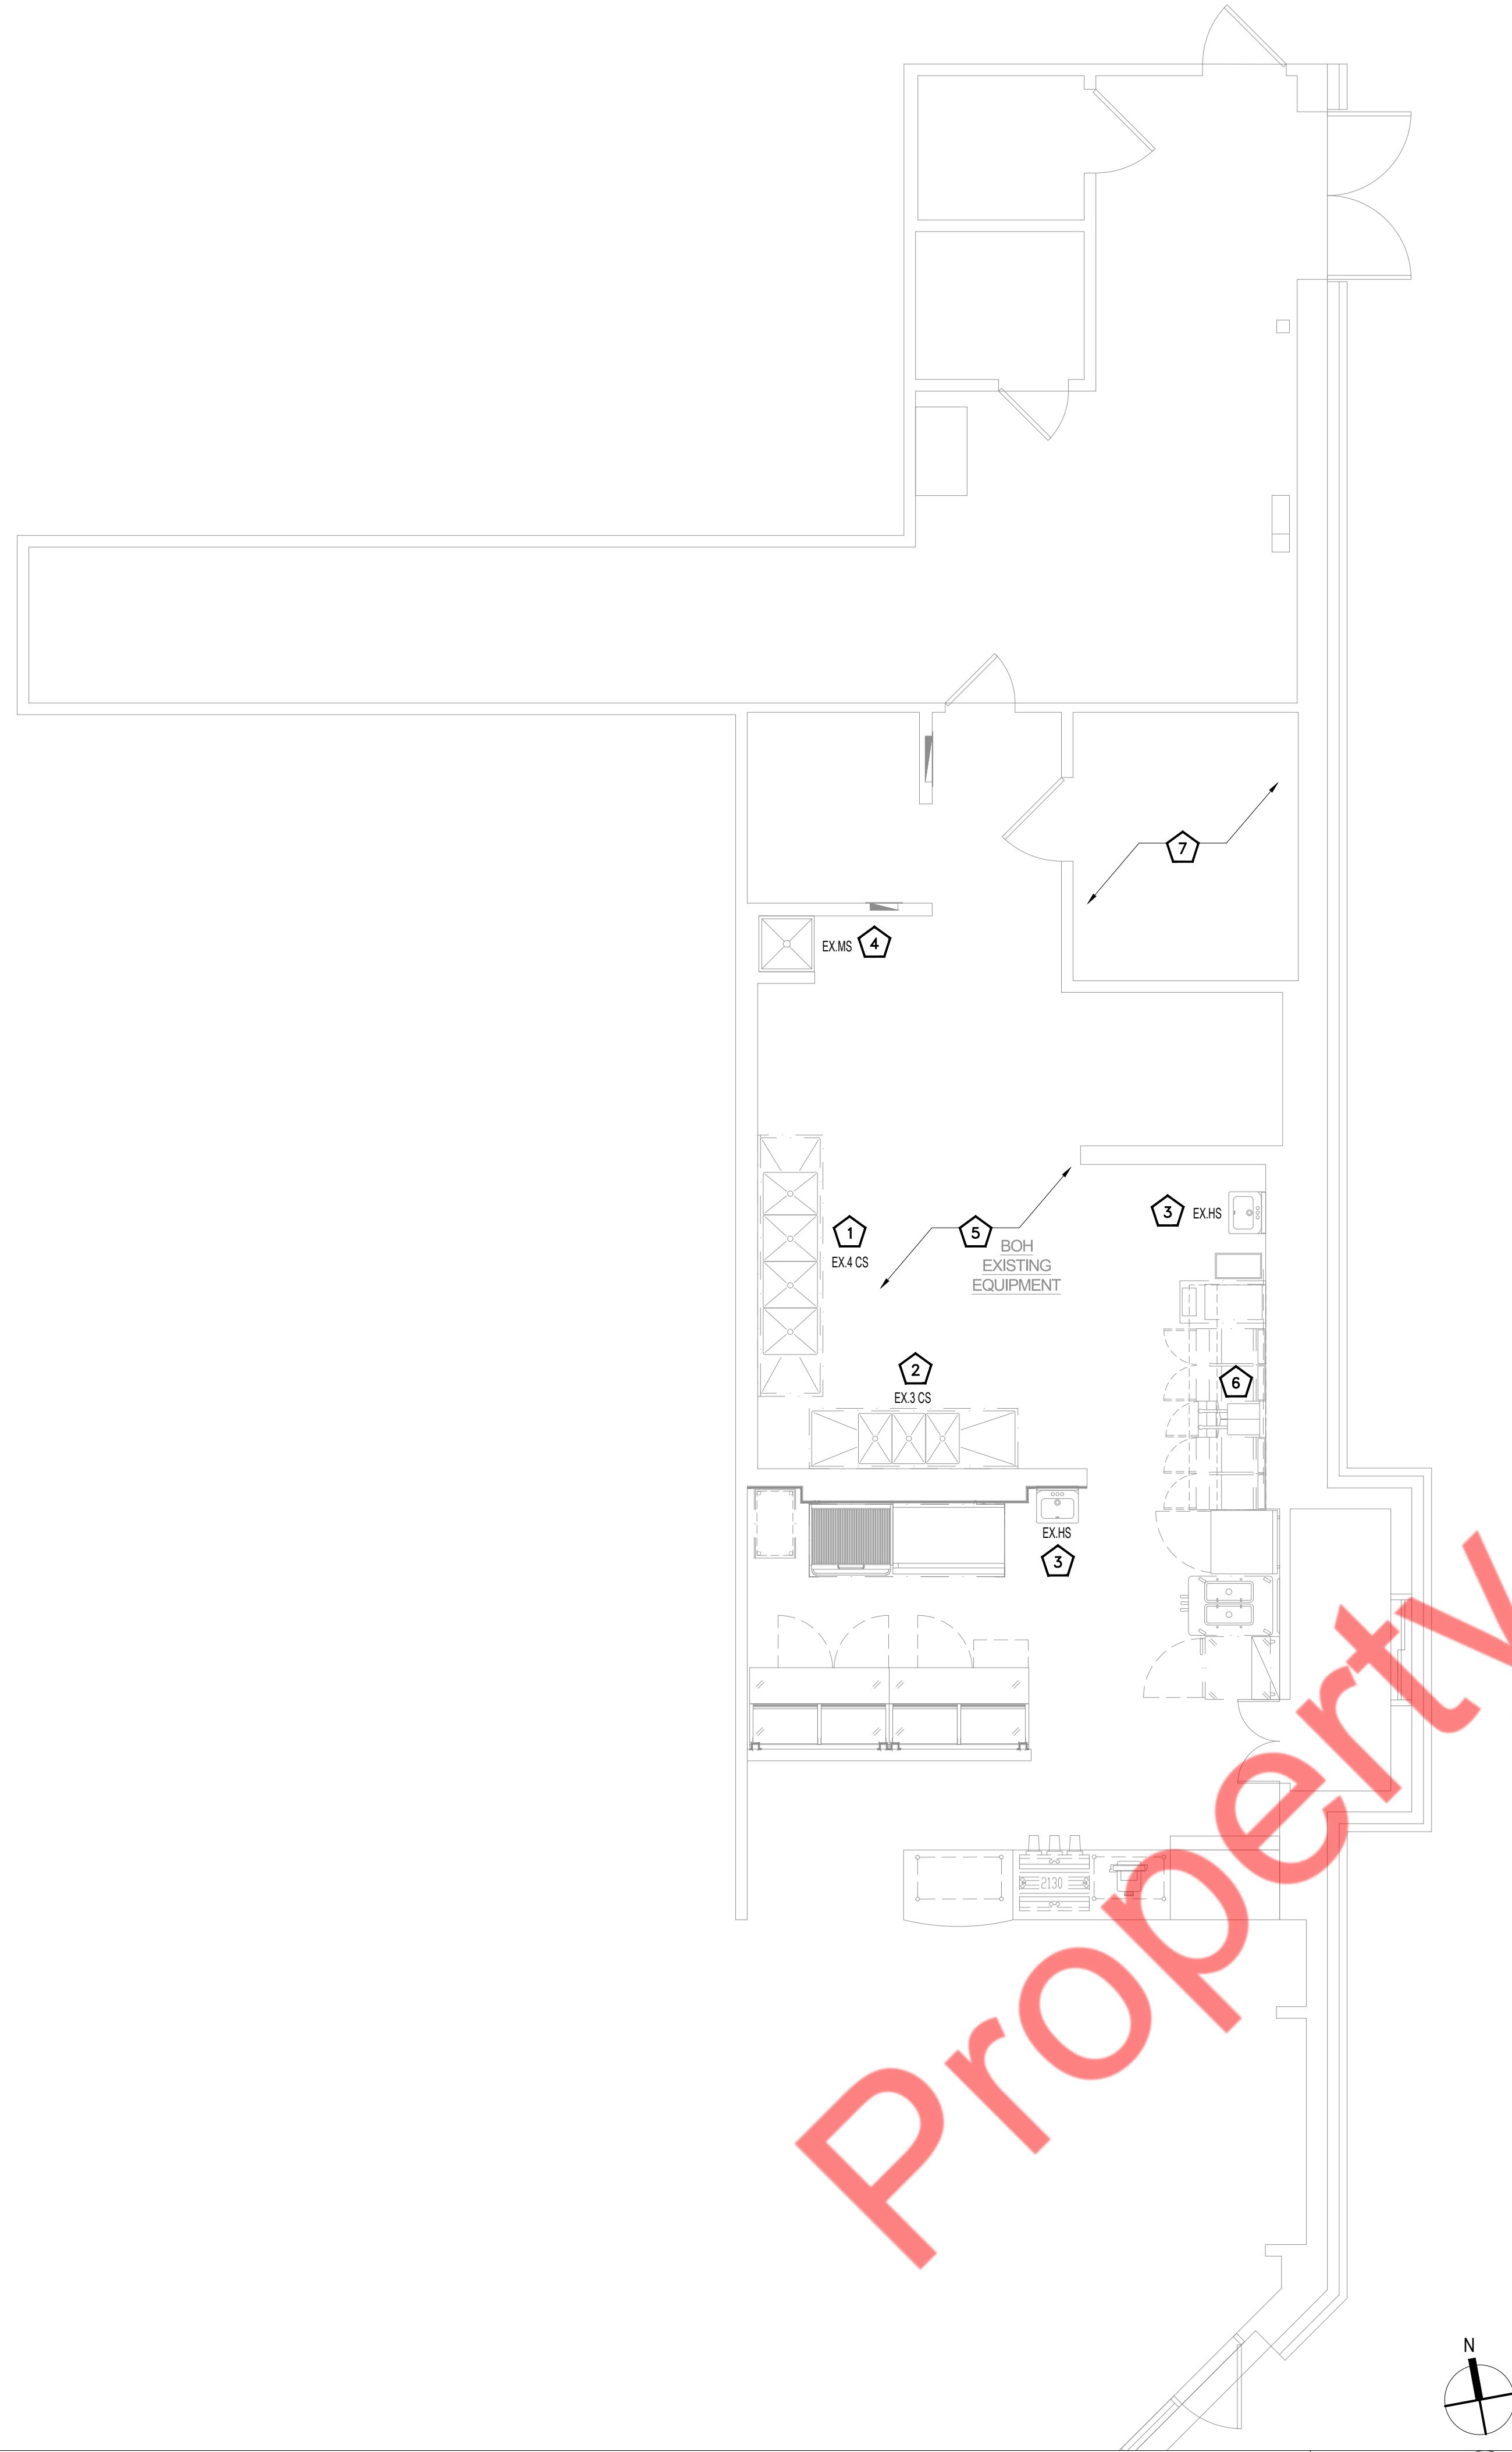 7
EX.MS 4
3 EX.HS
1
EX.4 CS
5
BOH
EXISTING
EQUIPMENT
2
EX.3 CS
6
EX.HS
3
2130
Property
N